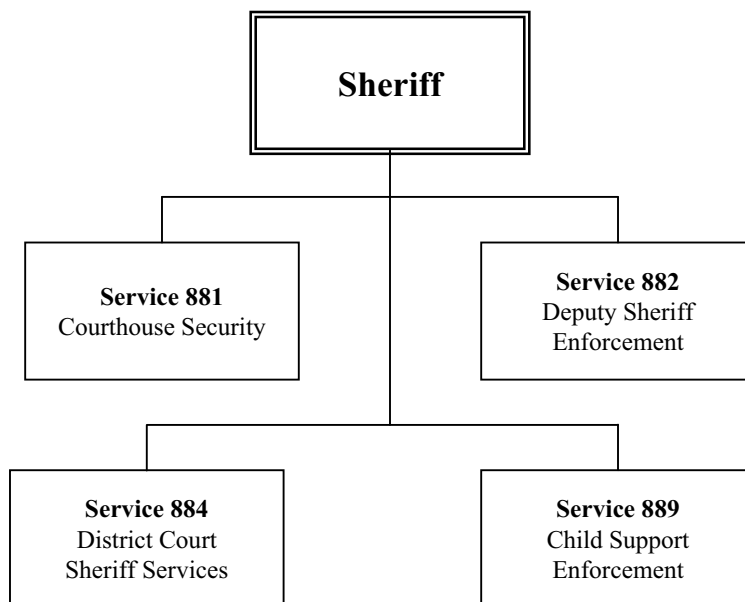 Sheriff
Service 881
Courthouse Security
Service 882
Deputy Sheriff
Enforcement
Service 884
District Court
Sheriff Services
Service 889
Child Support
Enforcement